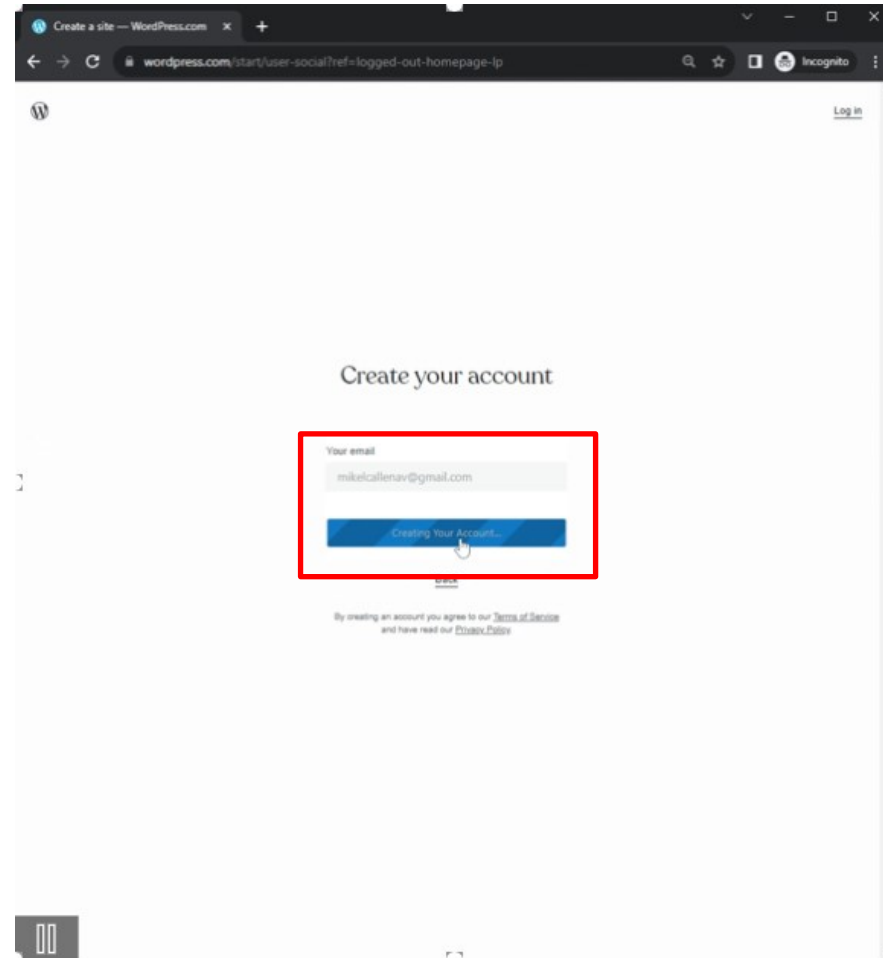 Create a site — WordPress.com
wordpress.com/start/user-social?ref=logged-out-homepage-lp
Incognito
Log in
Create your account
Your email
mikelcallenav@gmail.com
Creating Your Account...
Back
By creating an account you agree to our Terms of Service
and have read our Privacy Policy.